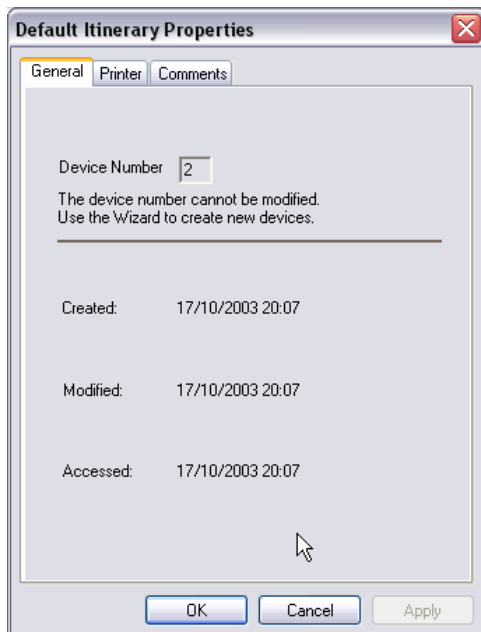 Default Itinerary Properties
General Printer Comments
Device Number 2
The device number cannot be modified.
Use the Wizard to create new devices.
Created: 17/10/2003 20:07
Modified: 17/10/2003 20:07
Accessed: 17/10/2003 20:07
OK Cancel Apply